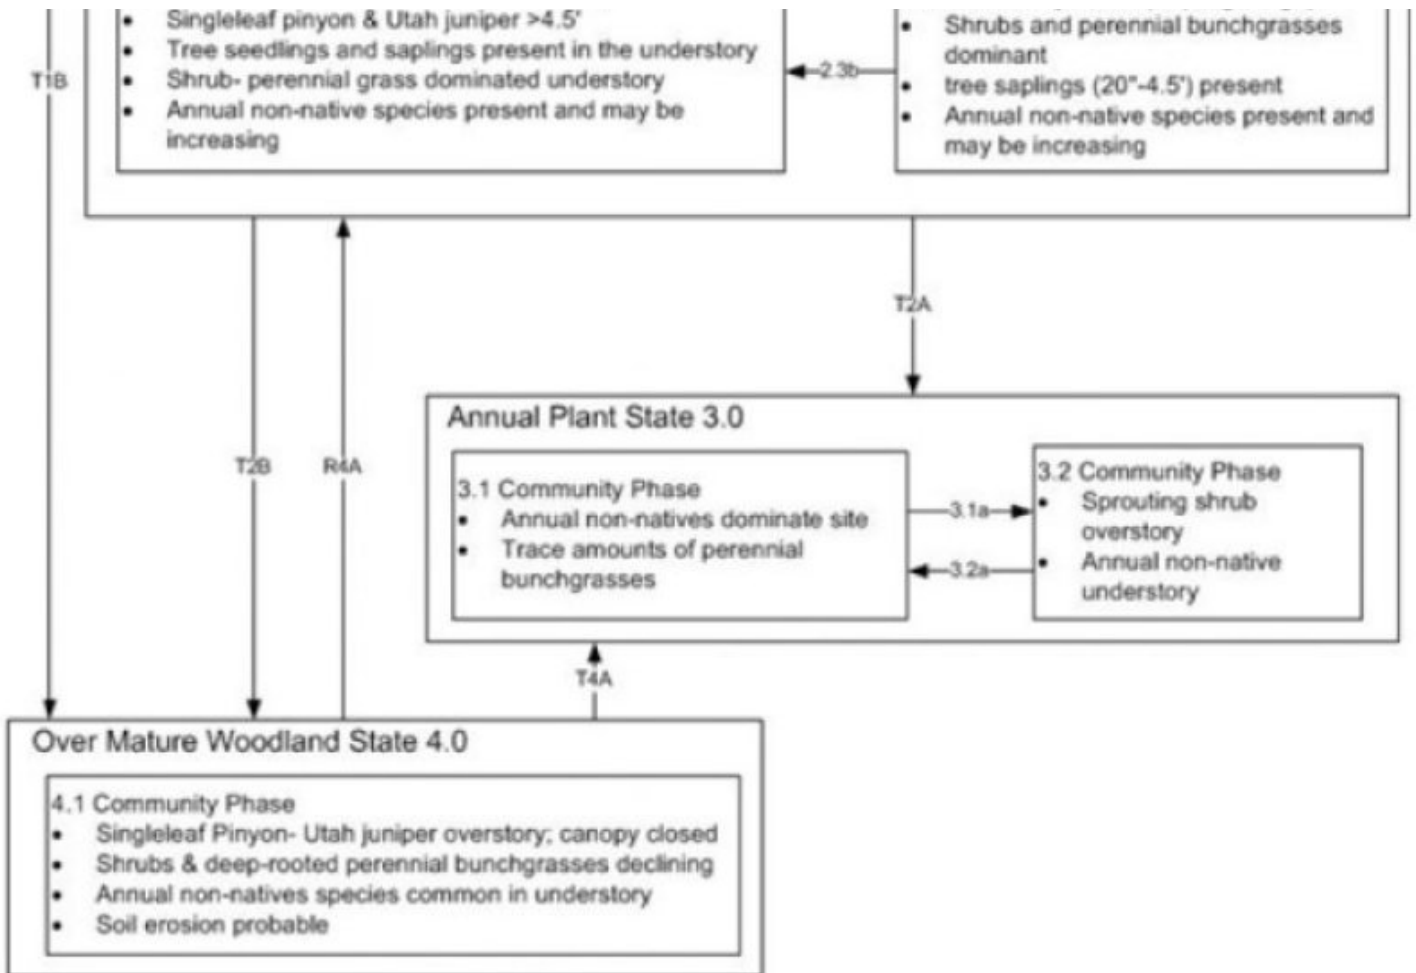 Singleleaf pinyon & Utah juniper >4.5'
Tree seedlings and saplings present in the understory
Shrub- perennial grass dominated understory
Annual non-native species present and may be
increasing
Shrubs and perennial bunchgrasses
dominant
tree saplings (20"-4.5') present
Annual non-native species present and
may be increasing
2.3b
T1B
T2A
T2B
R4A
Annual Plant State 3.0
3.1 Community Phase
Annual non-natives dominate site
Trace amounts of perennial
bunchgrasses
3.1a
3.2a
3.2 Community Phase
Sprouting shrub
overstory
Annual non-native
understory
T4A
Over Mature Woodland State 4.0
4.1 Community Phase
Singleleaf Pinyon- Utah juniper overstory; canopy closed
Shrubs & deep-rooted perennial bunchgrasses declining
Annual non-natives species common in understory
Soil erosion probable